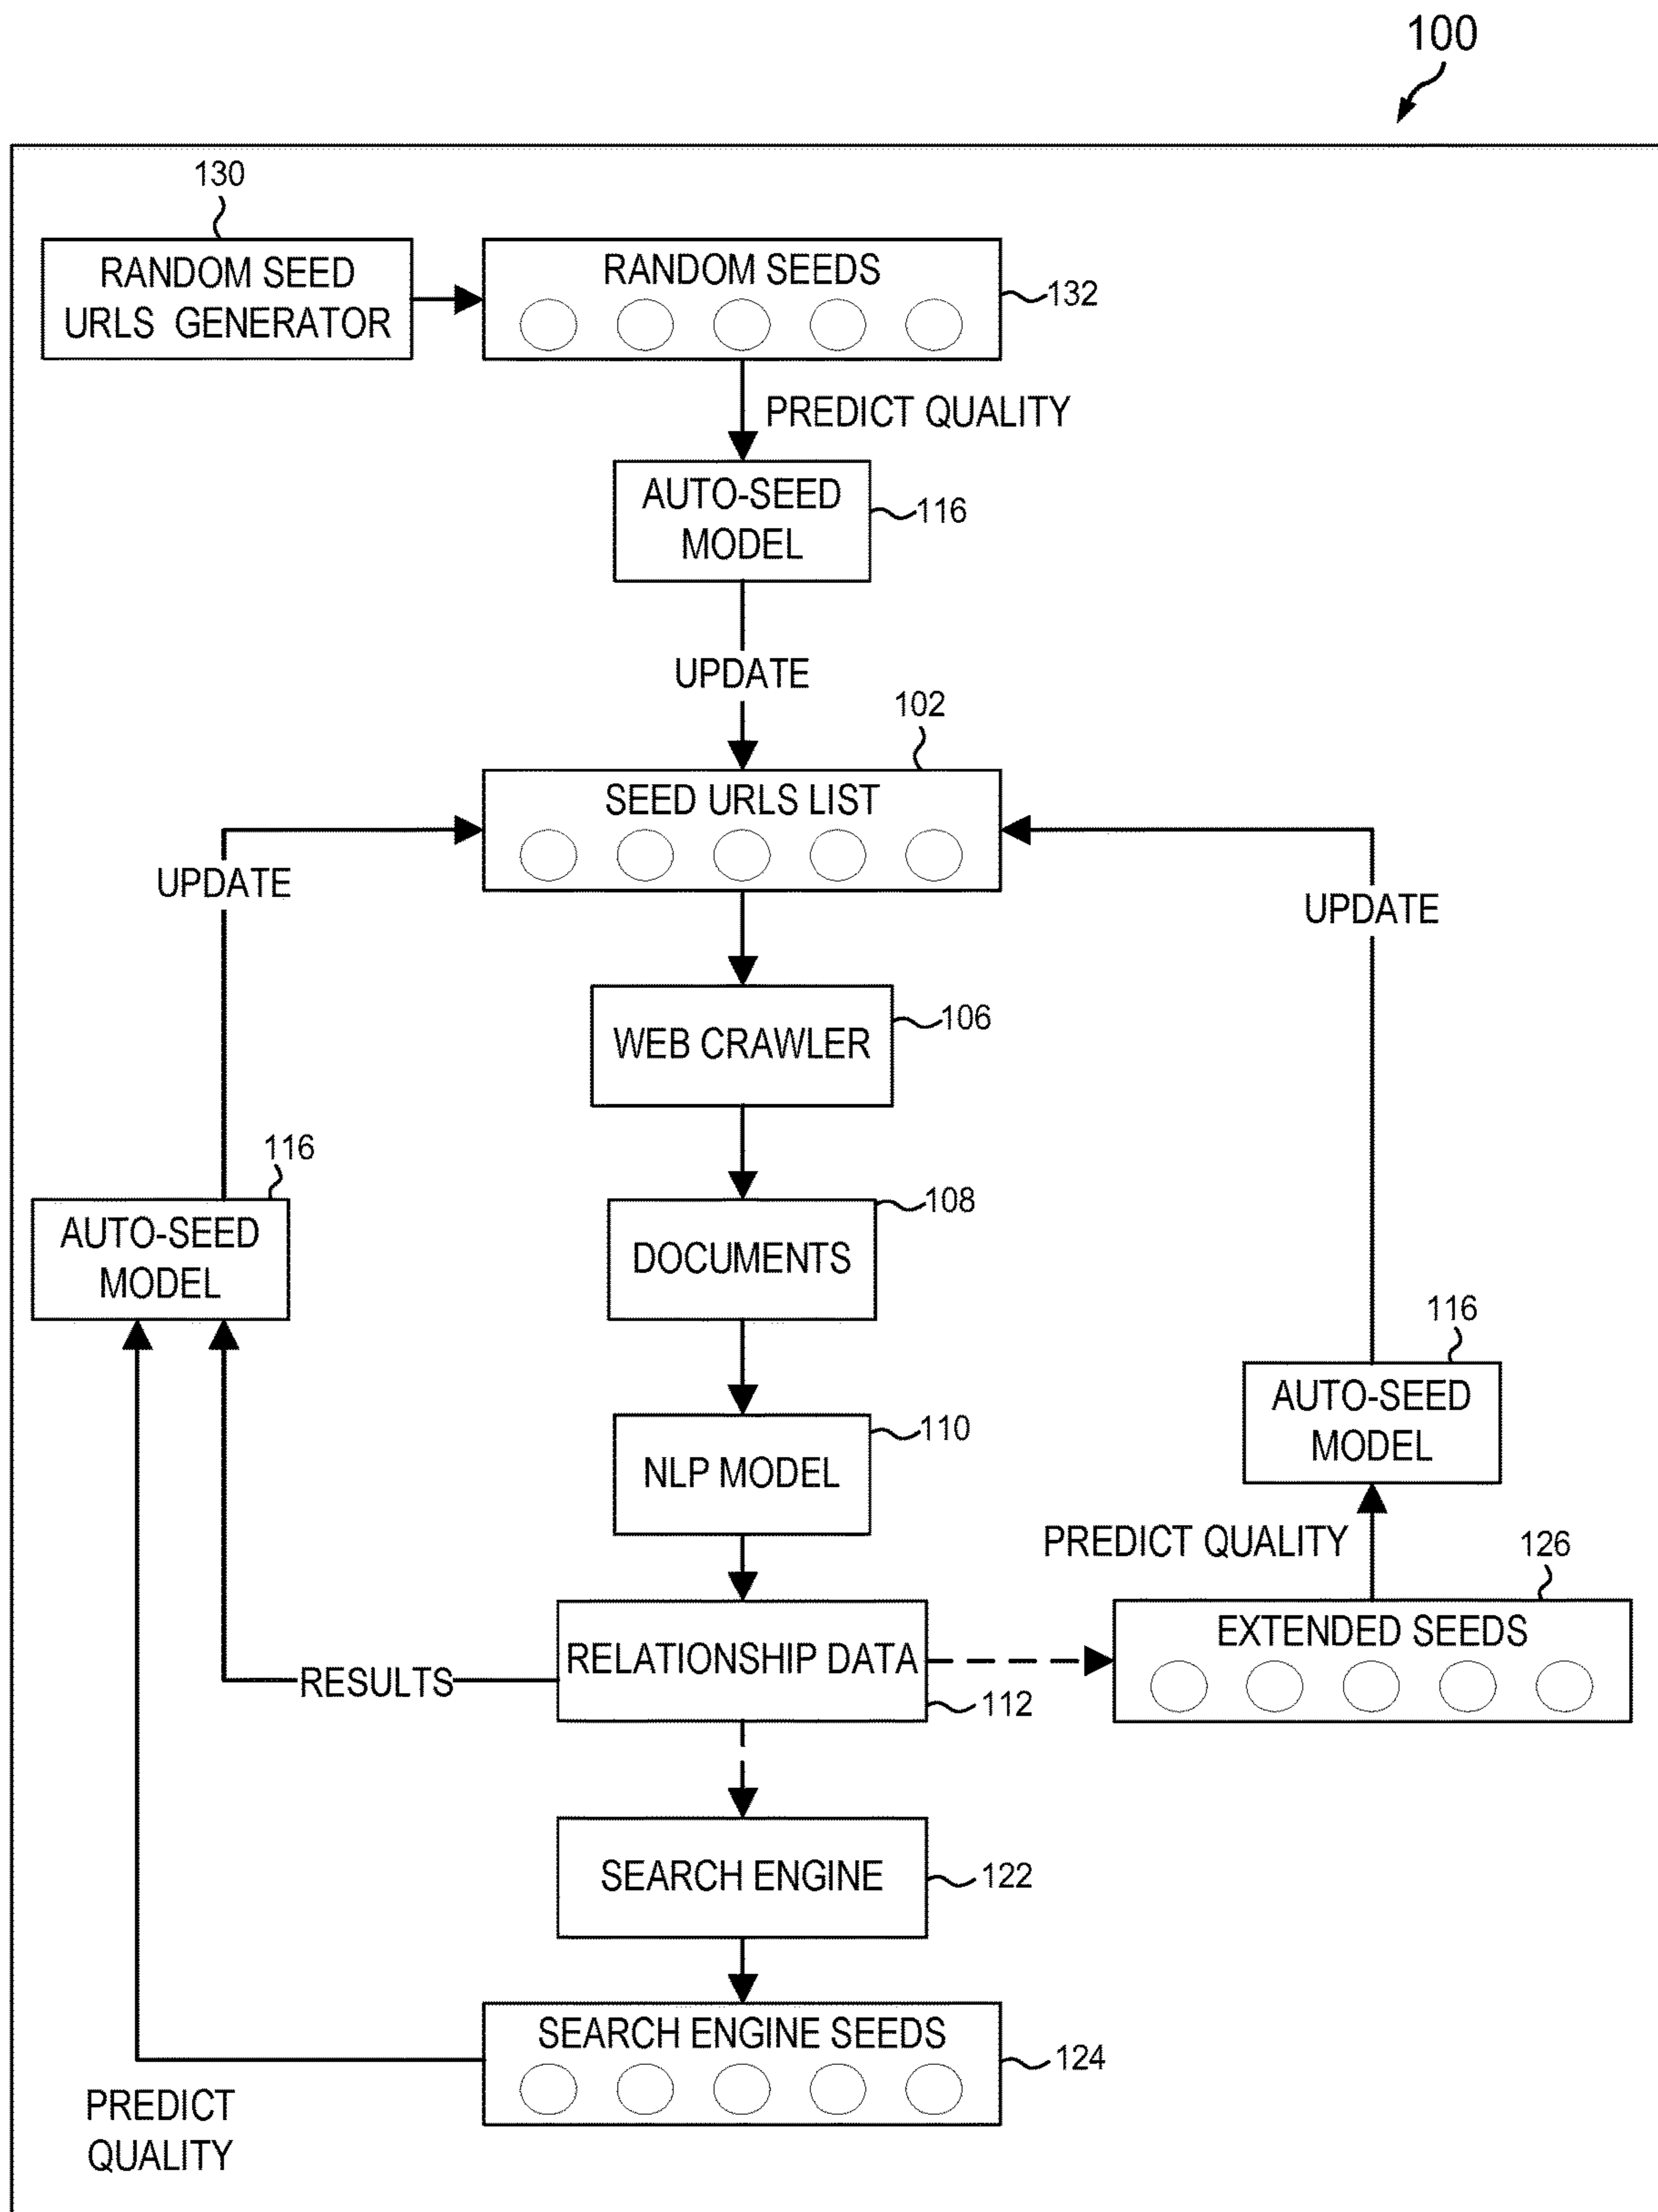 100
130
RANDOM SEED
URLS GENERATOR
RANDOM SEEDS
132
PREDICT QUALITY
AUTO-SEED
MODEL
116
UPDATE
102
SEED URLS LIST
UPDATE
UPDATE
WEB CRAWLER
106
116
AUTO-SEED
MODEL
108
DOCUMENTS
116
AUTO-SEED
MODEL
110
NLP MODEL
PREDICT QUALITY
126
EXTENDED SEEDS
RELATIONSHIP DATA
112
RESULTS
SEARCH ENGINE
122
SEARCH ENGINE SEEDS
124
PREDICT
QUALITY